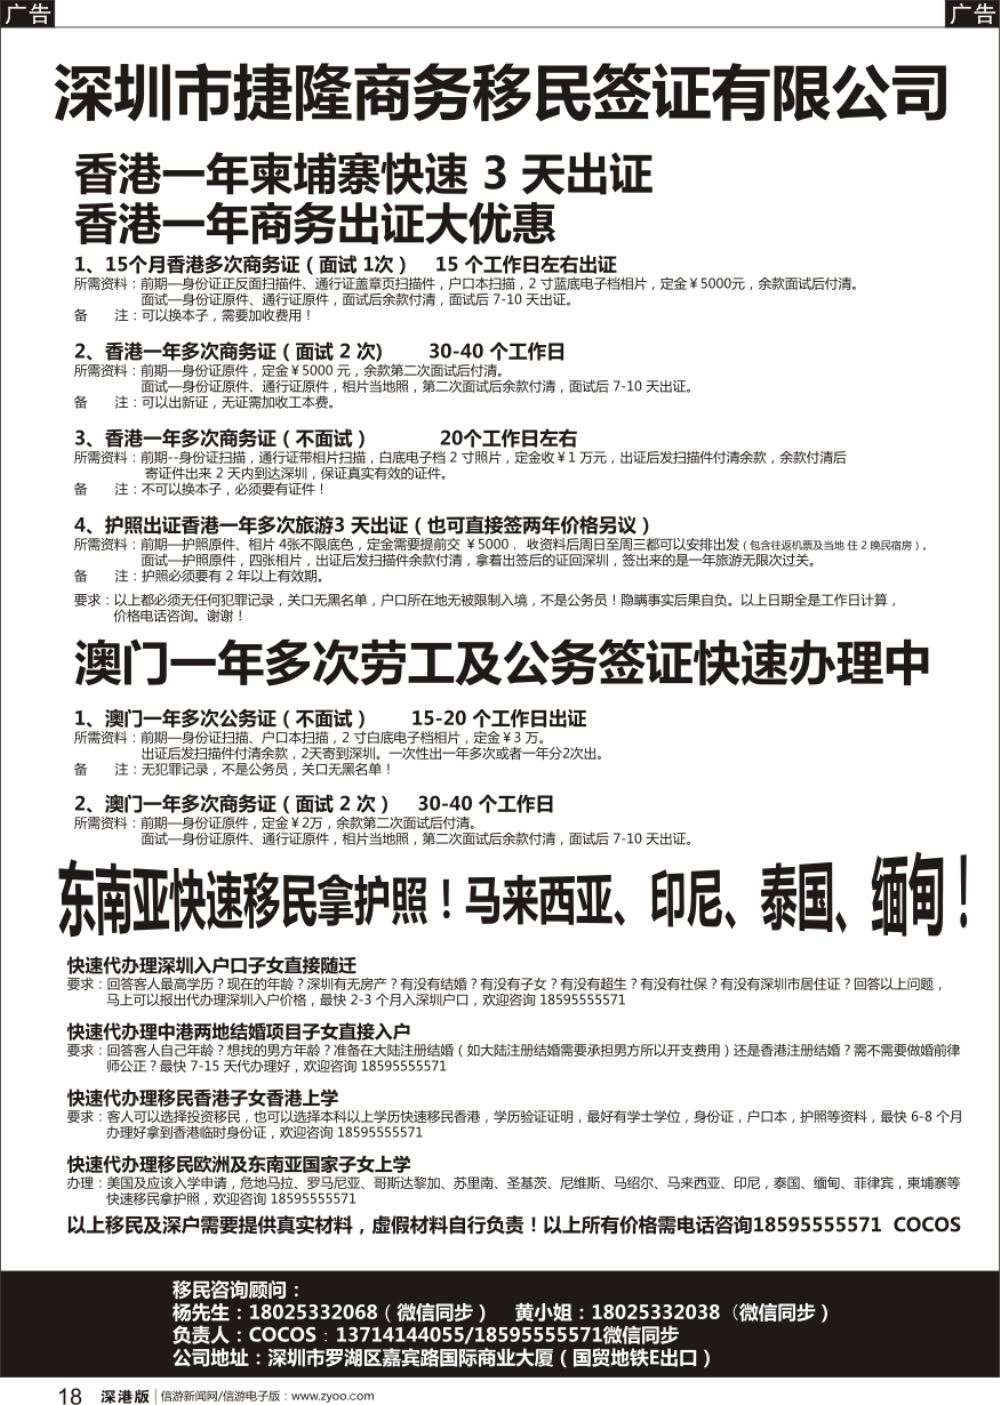 广告
广告
深圳市捷隆商务移民签证有限公司
香港一年柬埔寨快速 3 天出证
香港一年商务出证大优惠
1、15个月香港多次商务证（面试 1次） 15 个工作日左右出证
所需资料：前期—身份证正反面扫描件、通行证盖章页扫描件，户口本扫描，2 寸蓝底电子档相片，定金￥5000元，余款面试后付清。
面试—身份证原件、通行证原件，面试后余款付清，面试后 7-10 天出证。
备 注：可以换本子，需要加收费用！
2、香港一年多次商务证（面试 2 次） 30-40 个工作日
所需资料：前期—身份证原件，定金￥5000 元，余款第二次面试后付清。
面试—身份证原件、通行证原件，相片当地照，第二次面试后余款付清，面试后 7-10 天出证。
备 注：可以出新证，无证需加收工本费。
3、香港一年多次商务证（不面试） 20个工作日左右
所需资料：前期--身份证扫描，通行证带相片扫描，白底电子档 2 寸照片，定金收￥1 万元，出证后发扫描件付清余款，余款付清后
寄证件出来 2 天内到达深圳，保证真实有效的证件。
备 注：不可以换本子，必须要有证件！
4、护照出证香港一年多次旅游3 天出证（也可直接签两年价格另议）
所需资料：前期—护照原件、相片 4张不限底色，定金需要提前交 ￥5000， 收资料后周日至周三都可以安排出发（包含往返机票及当地 住 2 晚民宿房）。
面试—护照原件，四张相片，出证后发扫描件余款付清，拿着出签后的证回深圳，签出来的是一年旅游无限次过关。
备 注：护照必须要有 2 年以上有效期。
要求：以上都必须无任何犯罪记录，关口无黑名单，户口所在地无被限制入境，不是公务员！隐瞒事实后果自负。以上日期全是工作日计算，
价格电话咨询。谢谢！
澳门一年多次劳工及公务签证快速办理中
1、澳门一年多次公务证（不面试） 15-20 个工作日出证
所需资料：前期—身份证扫描、户口本扫描，2 寸白底电子档相片，定金￥3 万。
出证后发扫描件付清余款，2天寄到深圳。一次性出一年多次或者一年分2次出。
备 注：无犯罪记录，不是公务员，关口无黑名单！
2、澳门一年多次商务证（面试 2 次） 30-40 个工作日
所需资料：前期—身份证原件，定金￥2万，余款第二次面试后付清。
面试—身份证原件、通行证原件，相片当地照，第二次面试后余款付清，面试后 7-10 天出证。
东南亚快速移民拿护照！马来西亚、印尼、泰国、缅甸！
快速代办理深圳入户口子女直接随迁
要求：回答客人最高学历？现在的年龄？深圳有无房产？有没有结婚？有没有子女？有没有超生？有没有社保？有没有深圳市居住证？回答以上问题，
马上可以报出代办理深圳入户价格，最快 2-3 个月入深圳户口，欢迎咨询 18595555571
快速代办理中港两地结婚项目子女直接入户
要求：回答客人自己年龄？想找的男方年龄？准备在大陆注册结婚（如大陆注册结婚需要承担男方所以开支费用）还是香港注册结婚？需不需要做婚前律
师公正？最快 7-15 天代办理好，欢迎咨询 18595555571
快速代办理移民香港子女香港上学
要求：客人可以选择投资移民，也可以选择本科以上学历快速移民香港，学历验证证明，最好有学士学位，身份证，户口本，护照等资料，最快 6-8 个月
办理好拿到香港临时身份证，欢迎咨询 18595555571
快速代办理移民欧洲及东南亚国家子女上学
办理：美国及应该入学申请，危地马拉、罗马尼亚、哥斯达黎加、苏里南、圣基茨、尼维斯、马绍尔、马来西亚、印尼，泰国、缅甸、菲律宾，柬埔寨等
快速移民拿护照，欢迎咨询 18595555571
以上移民及深户需要提供真实材料，虚假材料自行负责！以上所有价格需电话咨询18595555571 COCOS
移民咨询顾问：
杨先生：18025332068（微信同步） 黄小姐：18025332038（微信同步）
负责人：COCOS：13714144055/18595555571微信同步
公司地址：深圳市罗湖区嘉宾路国际商业大厦（国贸地铁E出口）
18 深港版 信游新闻网/信游电子版：www.zyoo.com